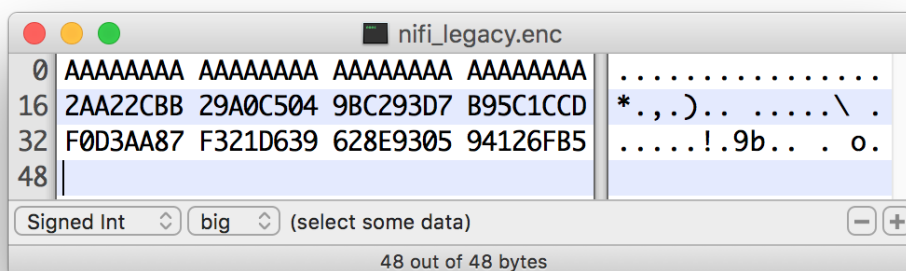 nifi_legacy.enc
0 AAAAAAAA AAAAAAAA AAAAAAAA AAAAAAAA ................
16 2AA22CBB 29A0C504 9BC293D7 B95C1CCD *.,.).. .....\ .
32 F0D3AA87 F321D639 628E9305 94126FB5 .....!.9b.. . o.
48
Signed Int big (select some data)
48 out of 48 bytes